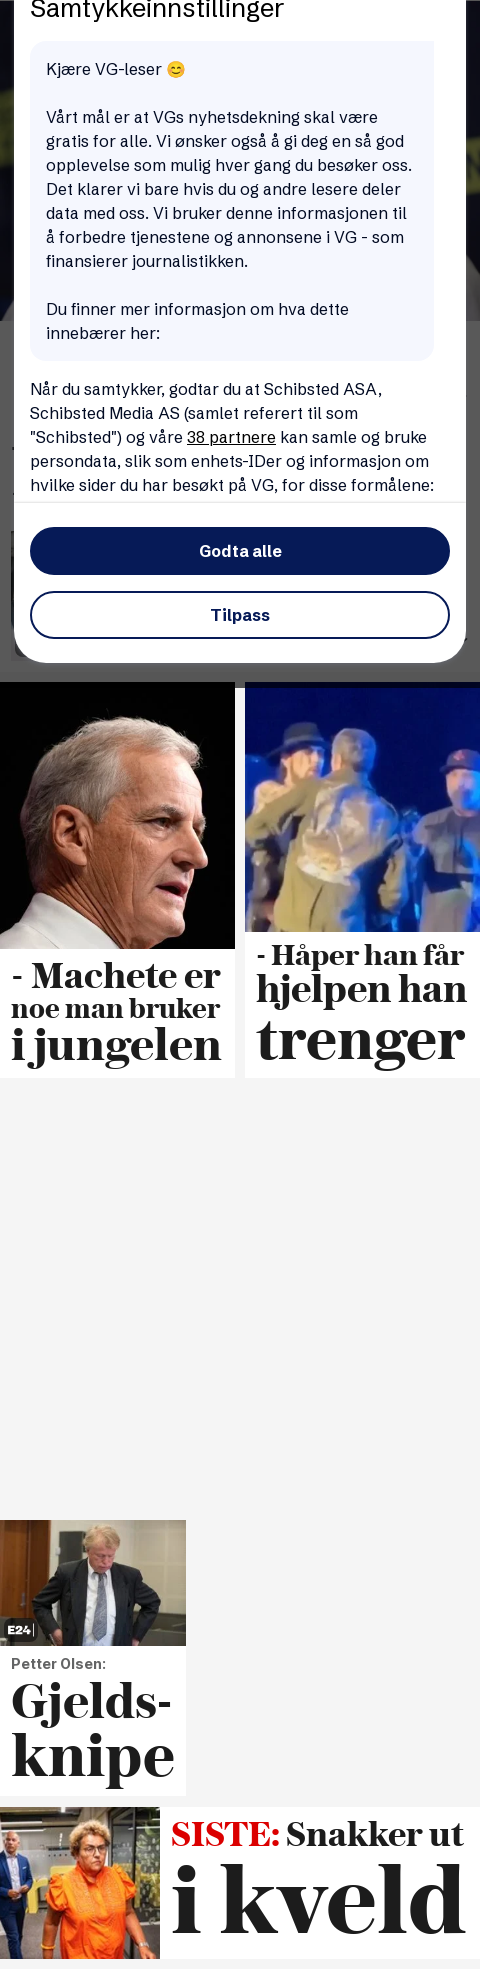 Samtykkeinnstillinger
Kjære VG-leser 😊
Vårt mål er at VGs nyhetsdekning skal være
gratis for alle. Vi ønsker også å gi deg en så god
opplevelse som mulig hver gang du besøker oss.
Det klarer vi bare hvis du og andre lesere deler
data med oss. Vi bruker denne informasjonen til
å forbedre tjenestene og annonsene i VG - som
finansierer journalistikken.
Du finner mer informasjon om hva dette
innebærer her:
Når du samtykker, godtar du at Schibsted ASA,
Schibsted Media AS (samlet referert til som
"Schibsted") og våre 38 partnere kan samle og bruke
persondata, slik som enhets-IDer og informasjon om
hvilke sider du har besøkt på VG, for disse formålene:
Godta alle
Tilpass
- Machete er
noe man bruker
i jungelen
- Håper han får
hjelpen han
trenger
E24
Petter Olsen:
Gjelds-
knipe
SISTE: Snakker ut
i kveld